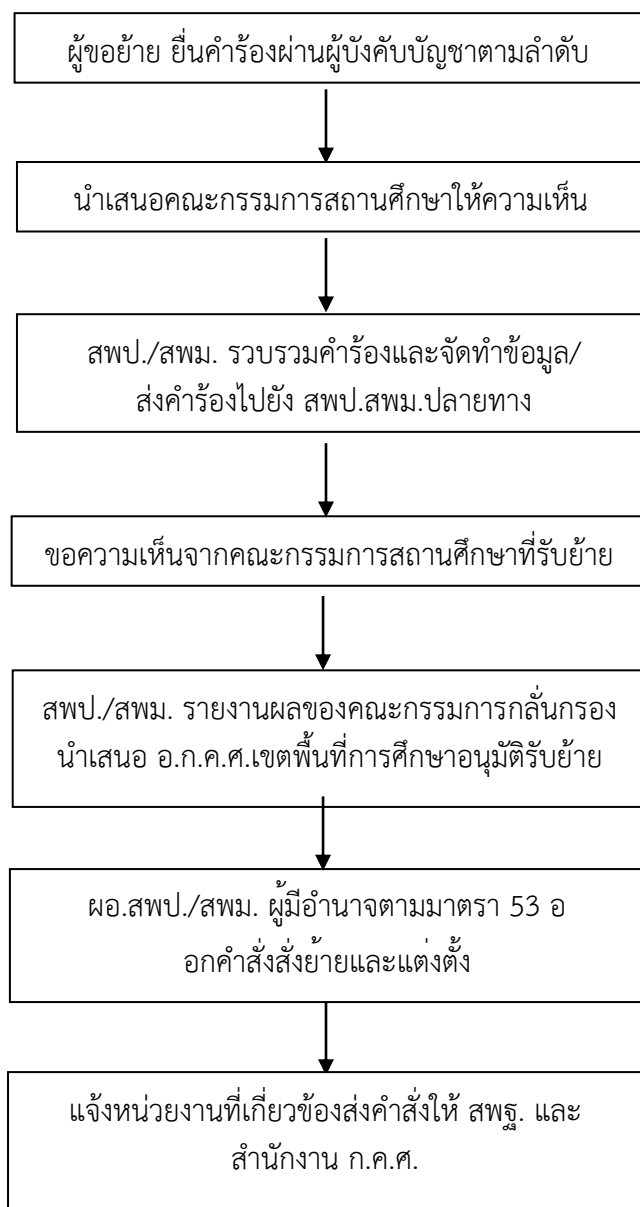 ผู้ขอย้าย ยื่นคำร้องผ่านผู้บังคับบัญชาตามลำดับ
นำเสนอคณะกรรมการสถานศึกษาให้ความเห็น
สพป./สพม. รวบรวมคำร้องและจัดทำข้อมูล/
ส่งคำร้องไปยัง สพป.สพม.ปลายทาง
ขอความเห็นจากคณะกรรมการสถานศึกษาที่รับย้าย
สพป./สพม. รายงานผลของคณะกรรมการกลั่นกรอง
นำเสนอ อ.ก.ค.ศ.เขตพื้นที่การศึกษาอนุมัติรับย้าย
ผอ.สพป./สพม. ผู้มีอำนาจตามมาตรา 53 อ
อกคำสั่งสั่งย้ายและแต่งตั้ง
แจ้งหน่วยงานที่เกี่ยวข้องส่งคำสั่งให้ สพฐ. และ
สำนักงาน ก.ค.ศ.